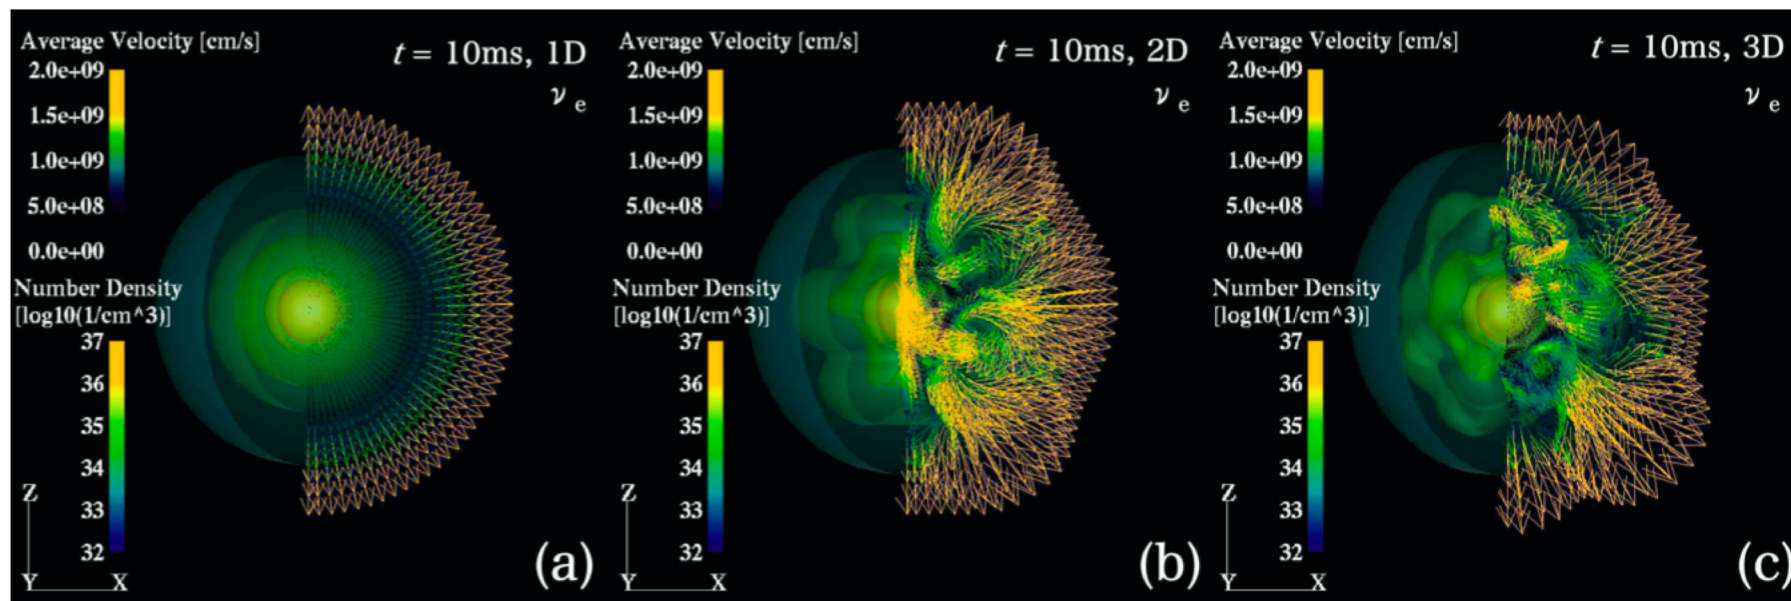 Average Velocity [cm/s]
t = 10ms, 1D
ν e
2.0e+09
1.5e+09
1.0e+09
5.0e+08
0.0e+00
Number Density
[log10(1/cm^3)]
37
36
35
34
33
32
Z
Y
X
(a)
Average Velocity [cm/s]
t = 10ms, 2D
ν e
2.0e+09
1.5e+09
1.0e+09
5.0e+08
0.0e+00
Number Density
[log10(1/cm^3)]
37
36
35
34
33
32
Z
Y
X
(b)
Average Velocity [cm/s]
t = 10ms, 3D
ν e
2.0e+09
1.5e+09
1.0e+09
5.0e+08
0.0e+00
Number Density
[log10(1/cm^3)]
37
36
35
34
33
32
Z
Y
X
(c)